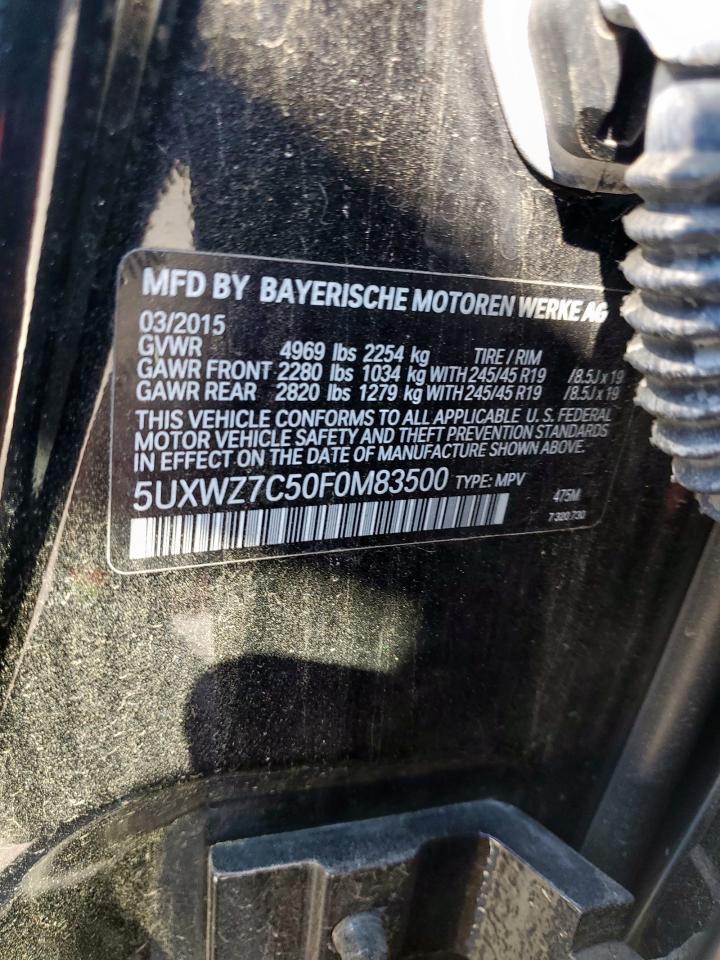 MFD BY BAYERISCHE MOTOREN WERKE AG
03/2015
GVWR 4969 lbs 2254 kg TIRE / RIM
GAWR FRONT 2280 lbs 1034 kg WITH 245/45 R19 /8.5J x 19
GAWR REAR 2820 lbs 1279 kg WITH 245/45 R19 /8.5J x 19
THIS VEHICLE CONFORMS TO ALL APPLICABLE U.S. FEDERAL
MOTOR VEHICLE SAFETY AND THEFT PREVENTION STANDARDS
IN EFFECT ON THE DATE OF MANUFACTURE SHOWN ABOVE.
5UXWZ7C50F0M83500 TYPE: MPV 475M
7320730